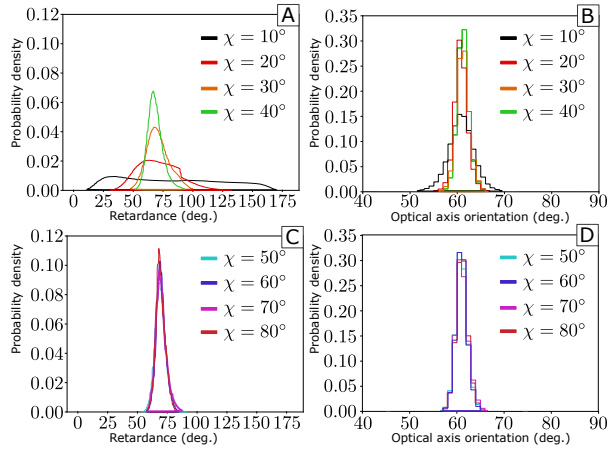 A
Probability density
0.12
0.10
0.08
0.06
0.04
0.02
0.00
χ = 10°
χ = 20°
χ = 30°
χ = 40°
0 25 50 75 100 125 150 175
Retardance (deg.)
B
Probability density
0.35
0.30
0.25
0.20
0.15
0.10
0.05
0.00
χ = 10°
χ = 20°
χ = 30°
χ = 40°
40 50 60 70 80 90
Optical axis orientation (deg.)
C
Probability density
0.12
0.10
0.08
0.06
0.04
0.02
0.00
χ = 50°
χ = 60°
χ = 70°
χ = 80°
0 25 50 75 100 125 150 175
Retardance (deg.)
D
Probability density
0.35
0.30
0.25
0.20
0.15
0.10
0.05
0.00
χ = 50°
χ = 60°
χ = 70°
χ = 80°
40 50 60 70 80 90
Optical axis orientation (deg.)